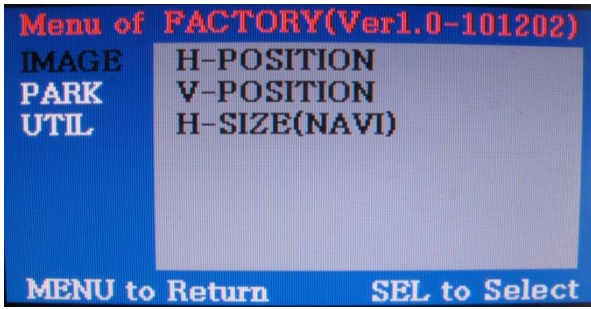 Menu of FACTORY(Ver1.0-101202)
IMAGE H-POSITION
PARK V-POSITION
UTIL H-SIZE(NAVI)
MENU to Return SEL to Select